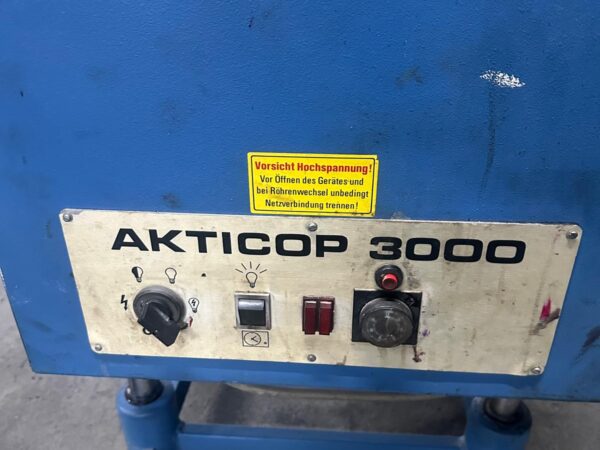 Vorsicht Hochspannung!
Vor Öffnen des Gerätes und
bei Röhrenwechsel unbedingt
Netzverbindung trennen!
AKTICOP 3000